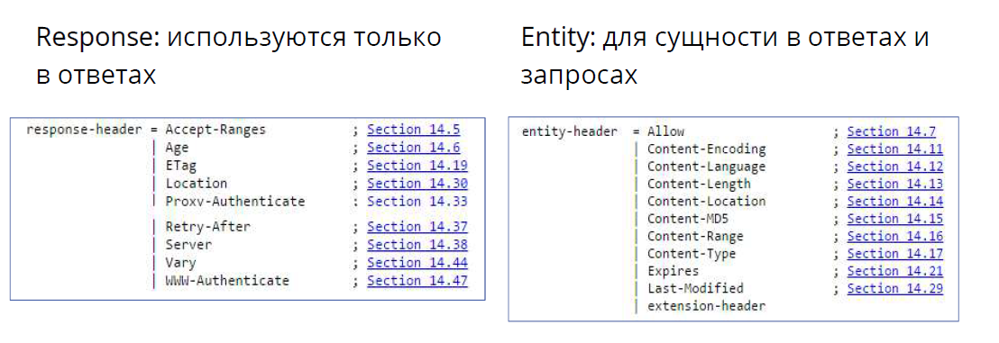 Response: используются только
в ответах
Entity: для сущности в ответах и
запросах
response-header = Accept-Ranges ; Section 14.5
| Age ; Section 14.6
| ETag ; Section 14.19
| Location ; Section 14.30
| Proxy-Authenticate : Section 14.33
| Retry-After ; Section 14.37
| Server ; Section 14.38
| Vary ; Section 14.44
| WWW-Authenticate ; Section 14.47
entity-header = Allow ; Section 14.7
| Content-Encoding ; Section 14.11
| Content-Language ; Section 14.12
| Content-Length ; Section 14.13
| Content-Location ; Section 14.14
| Content-MD5 ; Section 14.15
| Content-Range ; Section 14.16
| Content-Type ; Section 14.17
| Expires ; Section 14.21
| Last-Modified ; Section 14.29
| extension-header